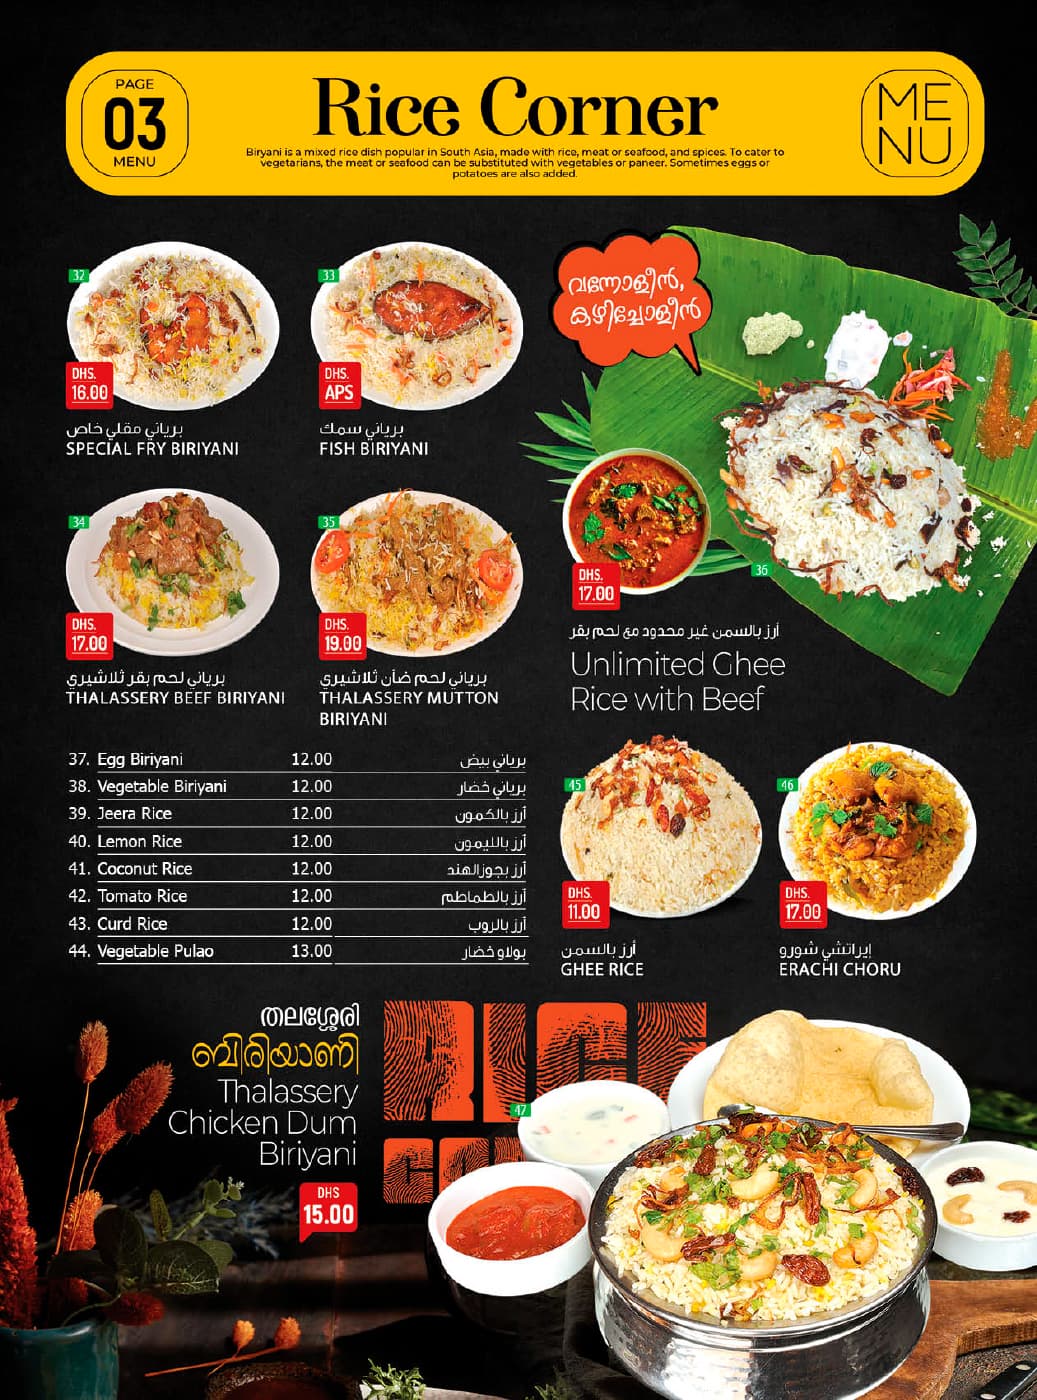 PAGE
03
MENU
Rice Corner
Biryani is a mixed rice dish popular in South Asia, made with rice, meat or seafood, and spices. To cater to
vegetarians, the meat or seafood can be substituted with vegetables or paneer. Sometimes eggs or
potatoes are also added.
ME
NU
32
DHS.
16.00
برياني مقلي خاص
SPECIAL FRY BIRIYANI
33
DHS.
APS
برياني سمك
FISH BIRIYANI
വന്നോളീൻ,
കഴിച്ചോളീൻ
34
DHS.
17.00
برياني لحم بقر ثلاشيري
THALASSERY BEEF BIRIYANI
35
DHS.
19.00
برياني لحم ضأن ثلاشيري
THALASSERY MUTTON
BIRIYANI
36
DHS.
17.00
أرز بالسمن غير محدود مع لحم بقر
Unlimited Ghee
Rice with Beef
37. Egg Biriyani 12.00 برياني بيض
38. Vegetable Biriyani 12.00 برياني خضار
39. Jeera Rice 12.00 أرز بالكمون
40. Lemon Rice 12.00 أرز بالليمون
41. Coconut Rice 12.00 أرز بجوز الهند
42. Tomato Rice 12.00 أرز بالطماطم
43. Curd Rice 12.00 أرز بالروب
44. Vegetable Pulao 13.00 بولاو خضار
45
DHS.
11.00
أرز بالسمن
GHEE RICE
46
DHS.
17.00
إيراتشي شورو
ERACHI CHORU
തലശ്ശേരി
ബിരിയാണി
Thalassery
Chicken Dum
Biriyani
DHS
15.00
RICE
47